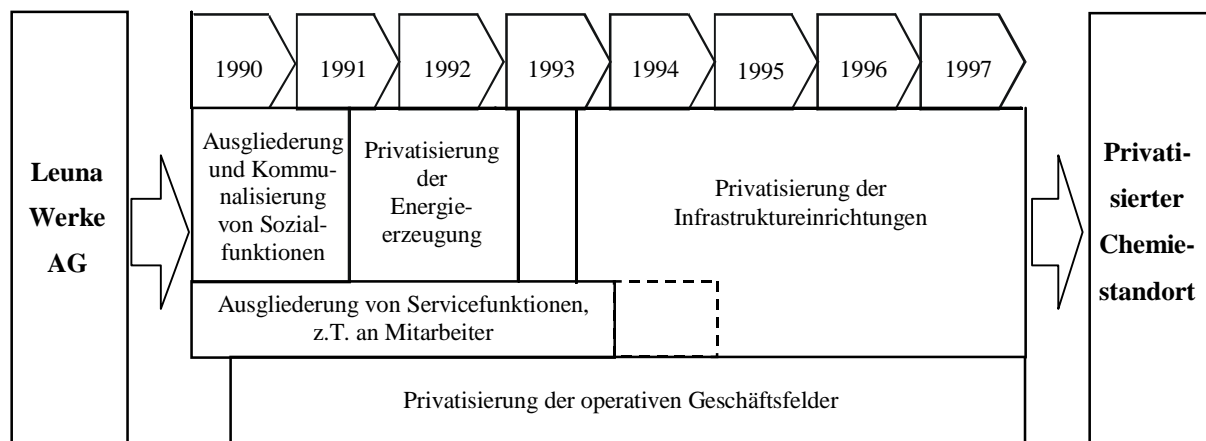 Leuna
Werke
AG
1990
1991
1992
1993
1994
1995
1996
1997
Ausgliederung
und Kommu-
nalisierung
von Sozial-
funktionen
Privatisierung
der
Energie-
erzeugung
Privatisierung der
Infrastruktureinrichtungen
Ausgliederung von Servicefunktionen,
z.T. an Mitarbeiter
Privatisierung der operativen Geschäftsfelder
Privati-
sierter
Chemie-
standort